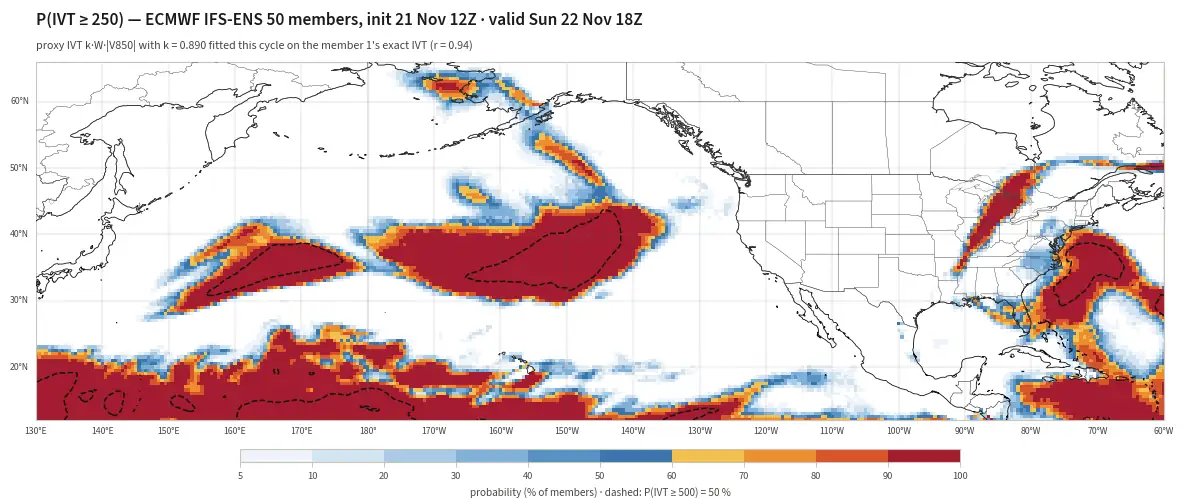 P(IVT ≥ 250) — ECMWF IFS-ENS 50 members, init 21 Nov 12Z · valid Sun 22 Nov 18Z
proxy IVT k·W·|V850| with k = 0.890 fitted this cycle on the member 1's exact IVT (r = 0.94)
60°N
50°N
40°N
30°N
20°N
130°E 140°E 150°E 160°E 170°E 180° 170°W 160°W 150°W 140°W 130°W 120°W 110°W 100°W 90°W 80°W 70°W 60°W
5 10 20 30 40 50 60 70 80 90 100
probability (% of members) · dashed: P(IVT ≥ 500) = 50 %